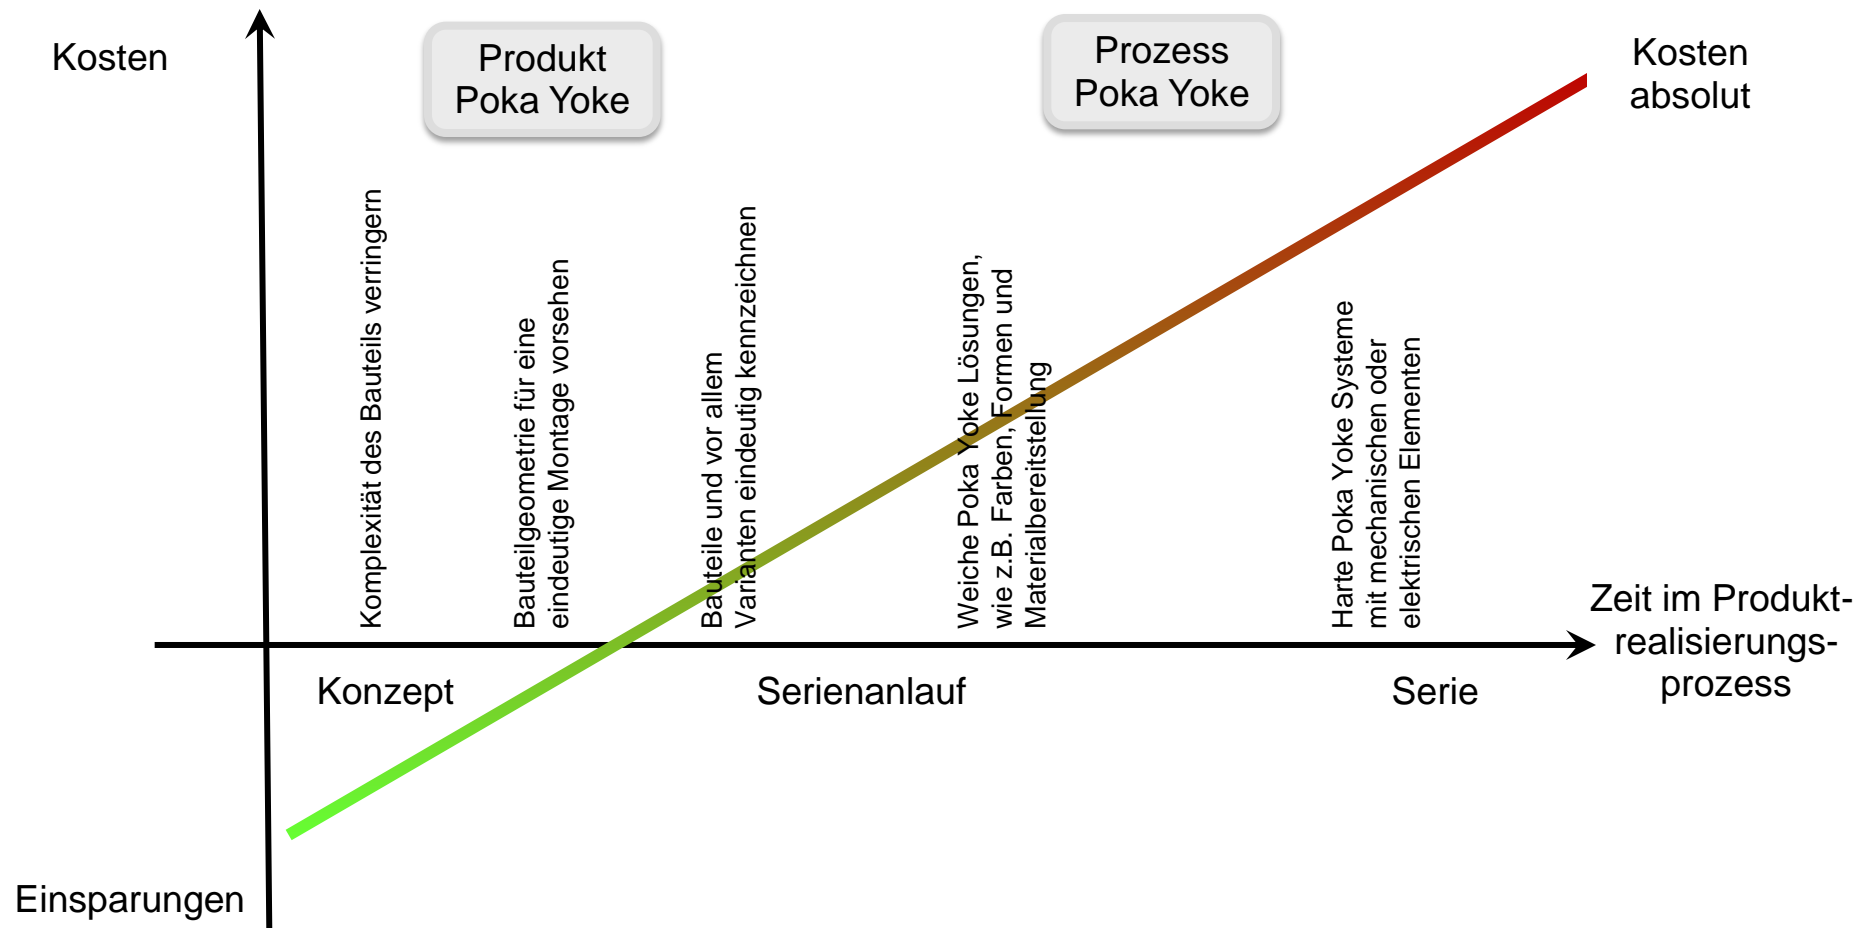 Kosten
Produkt
Poka Yoke
Prozess
Poka Yoke
Kosten
absolut
Komplexität des Bauteils verringern
Bauteilgeometrie für eine
eindeutige Montage vorsehen
Bauteile und vor allem
Varianten eindeutig kennzeichnen
Weiche Poka Yoke Lösungen,
wie z.B. Farben, Formen und
Materialbereitstellung
Harte Poka Yoke Systeme
mit mechanischen oder
elektrischen Elementen
Zeit im Produkt-
realisierungs-
prozess
Konzept
Serienanlauf
Serie
Einsparungen